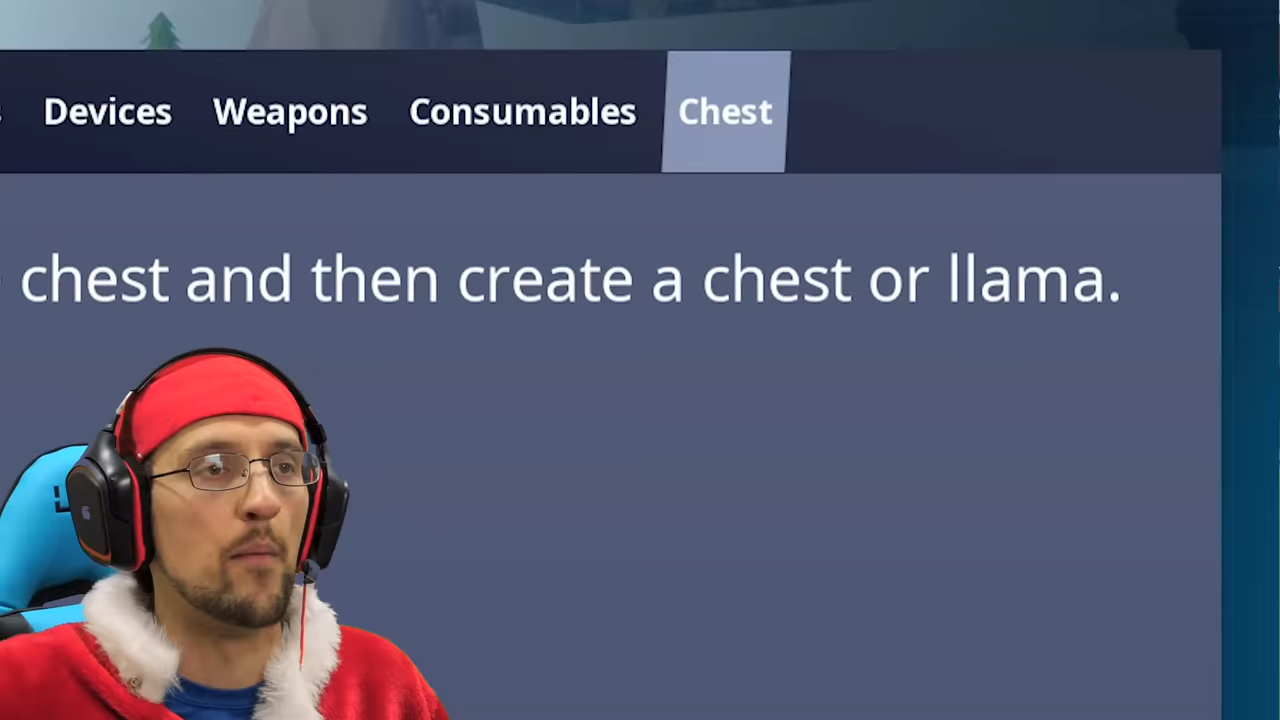 Devices Weapons Consumables Chest
chest and then create a chest or llama.